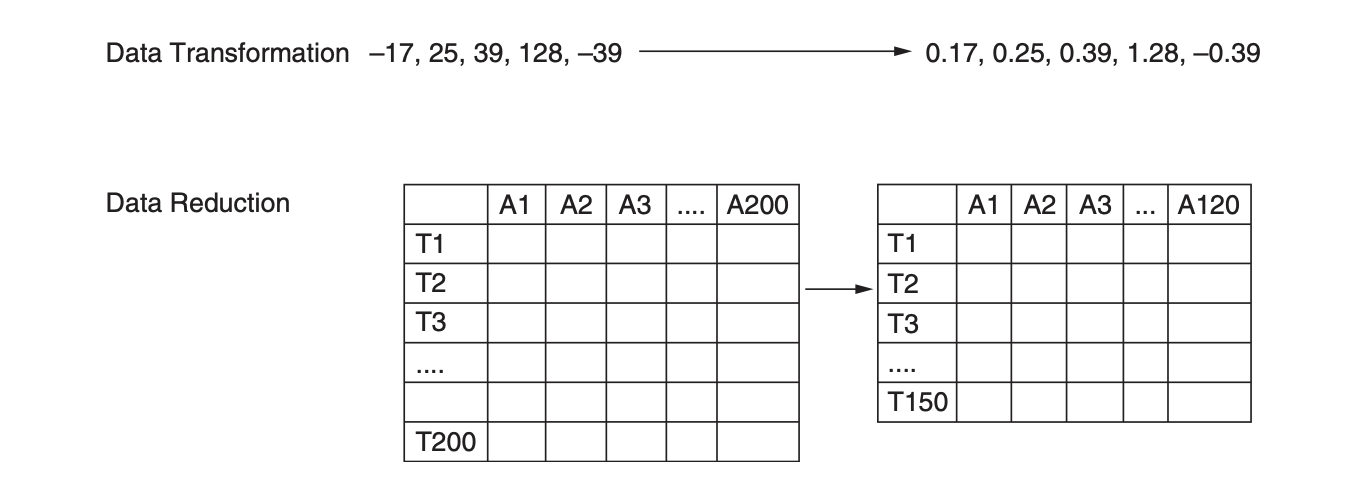 Data Transformation –17, 25, 39, 128, –39 0.17, 0.25, 0.39, 1.28, –0.39
Data Reduction
A1 A2 A3 .... A200
T1
T2
T3
....
T200
A1 A2 A3 ... A120
T1
T2
T3
....
T150